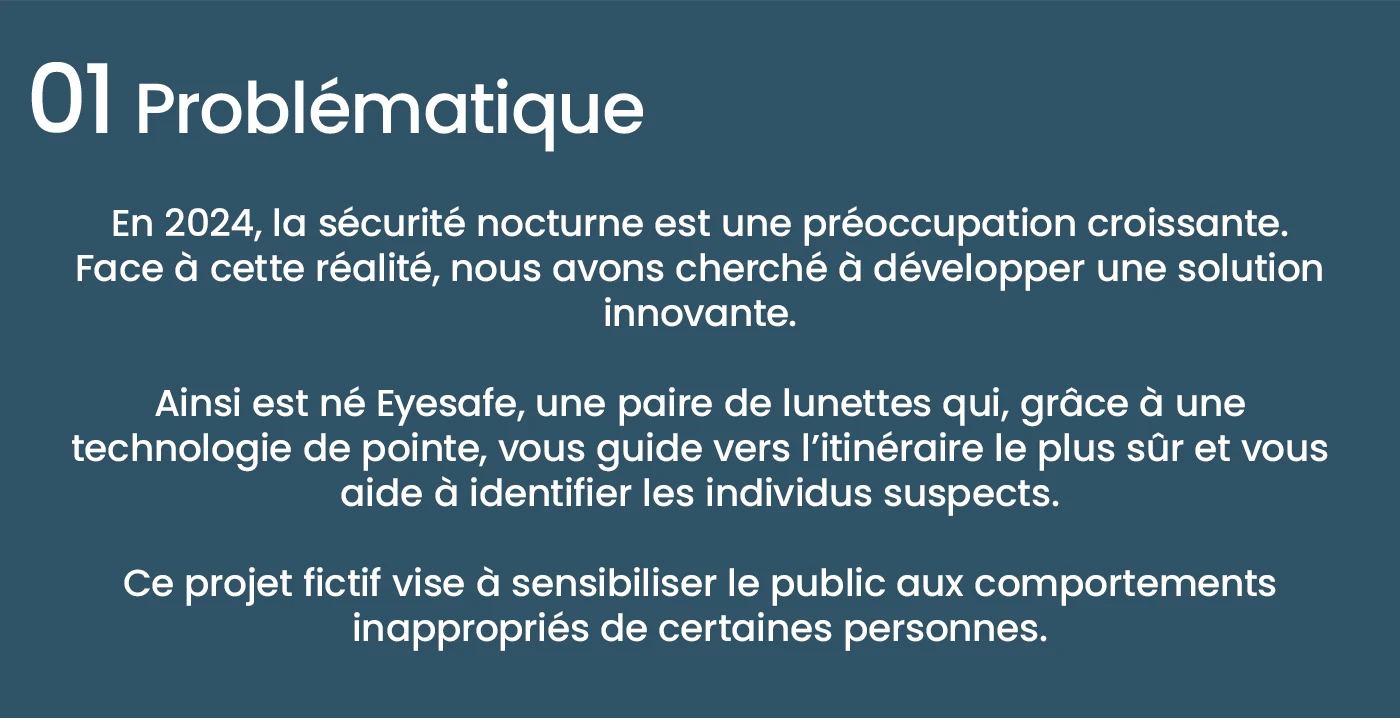 01 Problématique
En 2024, la sécurité nocturne est une préoccupation croissante.
Face à cette réalité, nous avons cherché à développer une solution
innovante.
Ainsi est né Eyesafe, une paire de lunettes qui, grâce à une
technologie de pointe, vous guide vers l’itinéraire le plus sûr et vous
aide à identifier les individus suspects.
Ce projet fictif vise à sensibiliser le public aux comportements
inappropriés de certaines personnes.